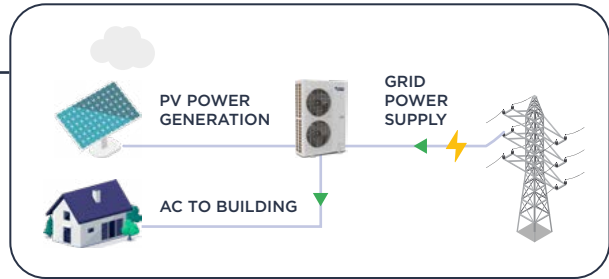 PV POWER
GENERATION
GRID
POWER
SUPPLY
AC TO BUILDING